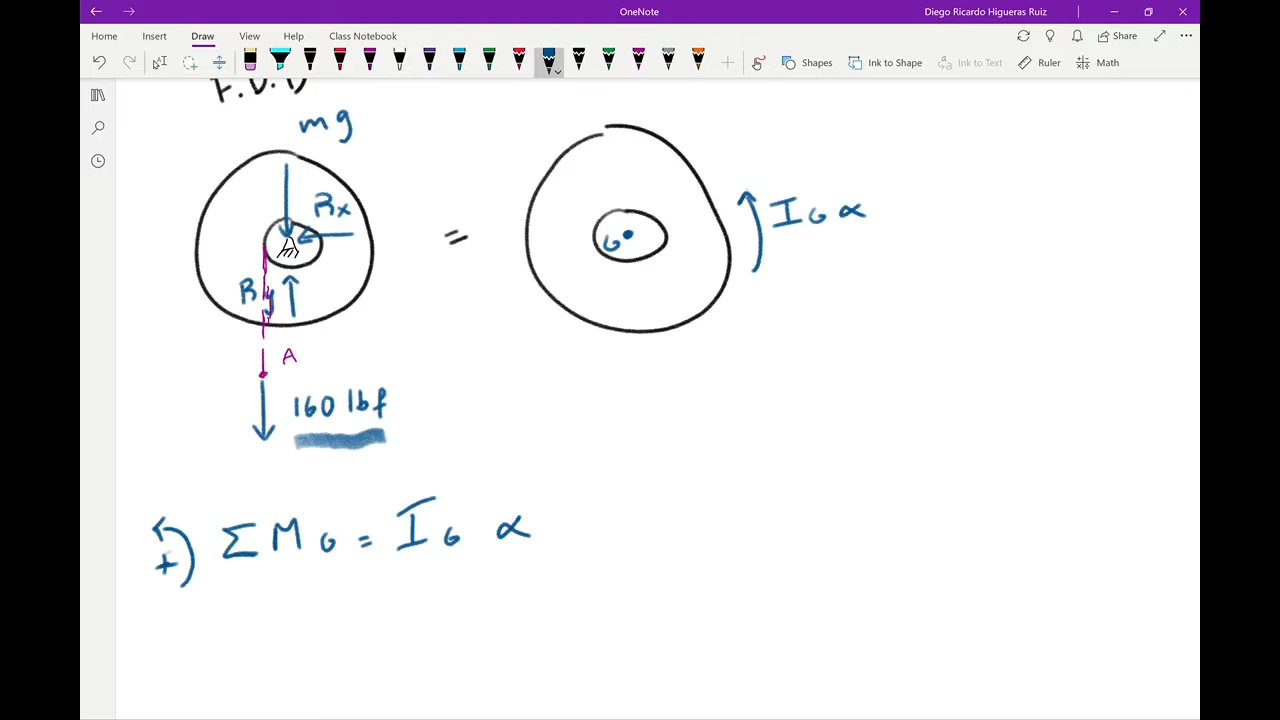 OneNote
Diego Ricardo Higueras Ruiz
Home Insert Draw View Help Class Notebook
Share
Shapes Ink to Shape Ink to Text Ruler Math
F.B.D
mg
Rx
Ry
= G IG α
A
160 lbf
+ Σ MG = IG α